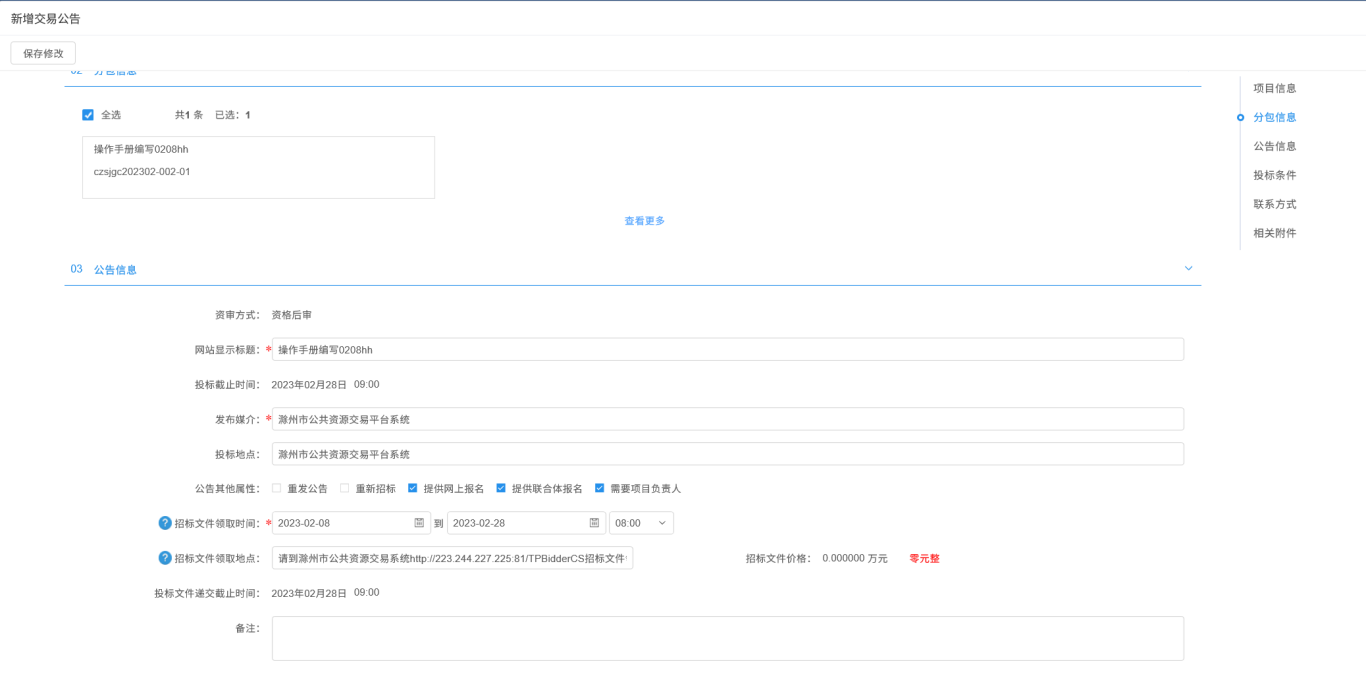 新增交易公告
保存修改
02 分包信息
全选 共1 条 已选：1
操作手册编写0208hh
czsjgc202302-002-01
查看更多
项目信息
分包信息
公告信息
投标条件
联系方式
相关附件
03 公告信息
资审方式： 资格后审
网站显示标题：*操作手册编写0208hh
投标截止时间： 2023年02月28日 09:00
发布媒介：*滁州市公共资源交易平台系统
投标地点： 滁州市公共资源交易平台系统
公告其他属性： 重发公告 重新招标 提供网上报名 提供联合体报名 需要项目负责人
?招标文件领取时间：*2023-02-08 到 2023-02-28 08:00
?招标文件领取地点： 请到滁州市公共资源交易系统http://223.244.227.225:81/TPBidderCS招标文件 招标文件价格： 0.000000 万元 零元整
投标文件递交截止时间： 2023年02月28日 09:00
备注：